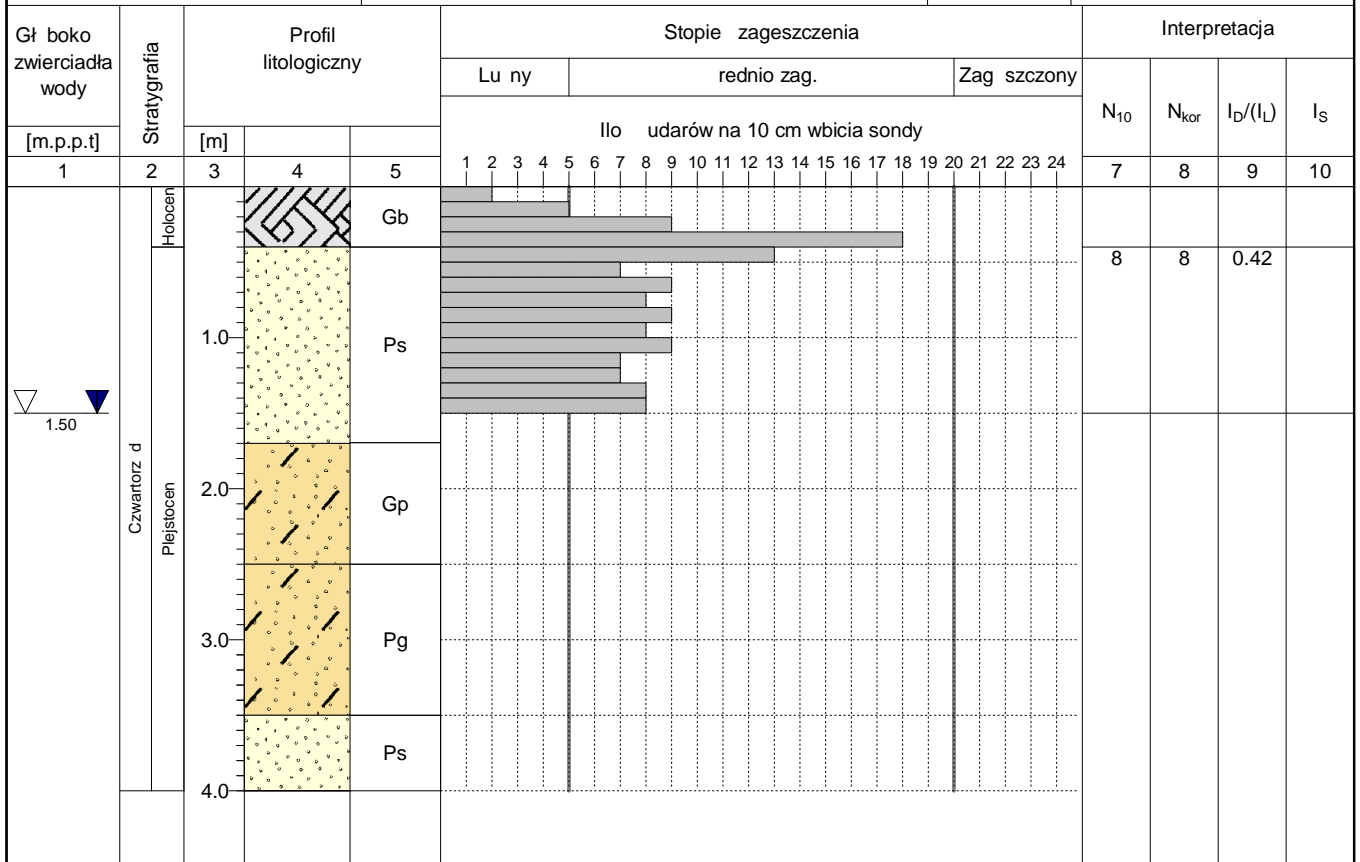 Gł boko
zwierciadła
wody
[m.p.p.t]
Stratygrafia
Profil
litologiczny
[m]
Stopie zageszczenia
Lu ny
rednio zag.
Zag szczony
Ilo udarów na 10 cm wbicia sondy
1 2 3 4 5 6 7 8 9 10 11 12 13 14 15 16 17 18 19 20 21 22 23 24
Interpretacja
N10
Nkor
ID/(IL)
IS
1 2 3 4 5 7 8 9 10
Holocen
Gb
8 8 0.42
1.0
Ps
1.50
Czwartorz d
Plejstocen
2.0
Gp
3.0
Pg
Ps
4.0